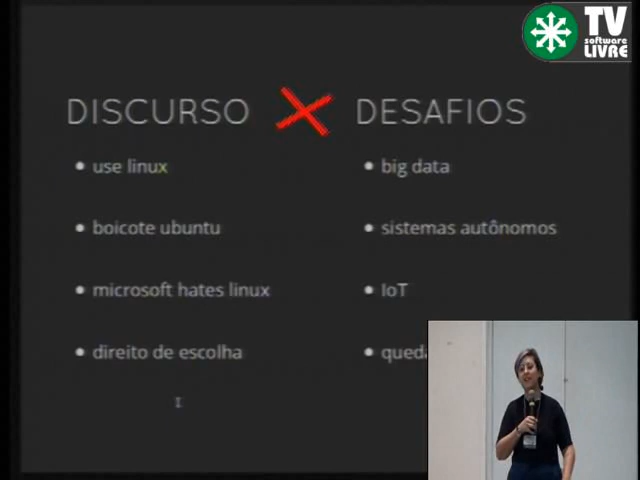 TV
software
LIVRE
DISCURSO
DESAFIOS
use linux
big data
boicote ubuntu
sistemas autônomos
microsoft hates linux
IoT
direito de escolha